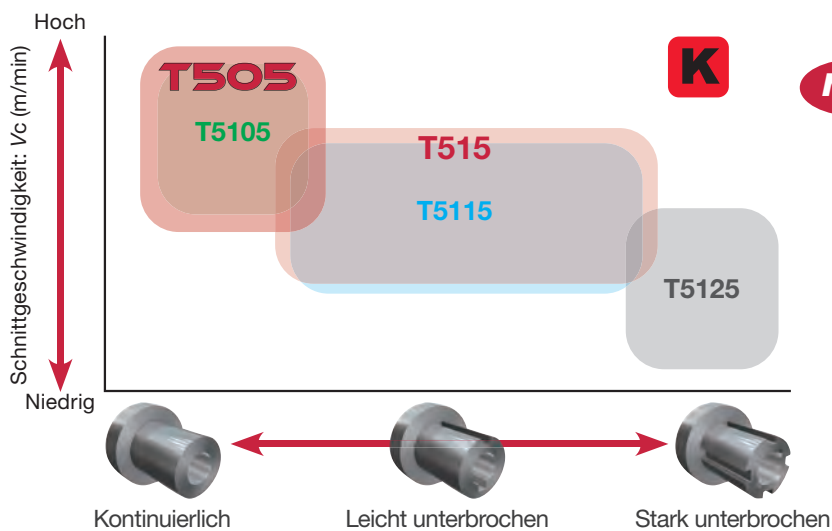 Hoch
Schnittgeschwindigkeit: Vc (m/min)
Niedrig
T505
T5105
T515
T5115
T5125
K
Kontinuierlich
Leicht unterbrochen
Stark unterbrochen